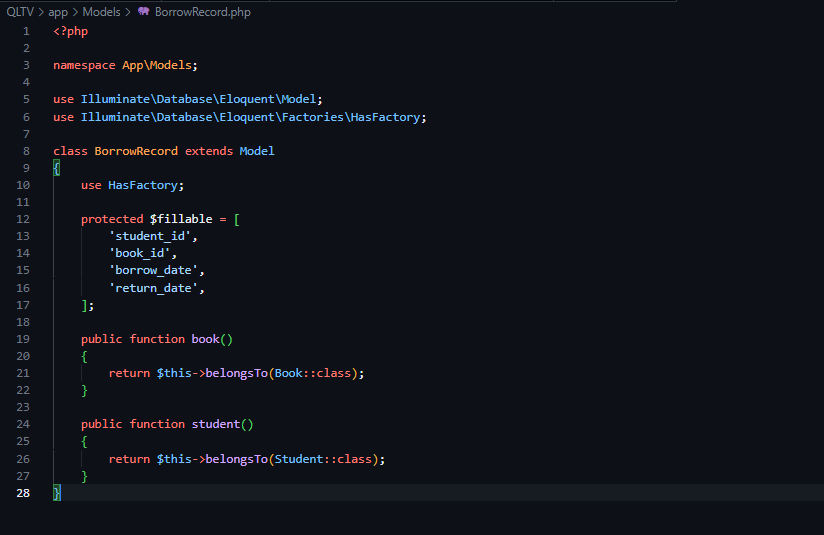 QLTV > app > Models > BorrowRecord.php
1 <?php
2
3 namespace App\Models;
4
5 use Illuminate\Database\Eloquent\Model;
6 use Illuminate\Database\Eloquent\Factories\HasFactory;
7
8 class BorrowRecord extends Model
9 {
10     use HasFactory;
11
12     protected $fillable = [
13         'student_id',
14         'book_id',
15         'borrow_date',
16         'return_date',
17     ];
18
19     public function book()
20     {
21         return $this->belongsTo(Book::class);
22     }
23
24     public function student()
25     {
26         return $this->belongsTo(Student::class);
27     }
28 }